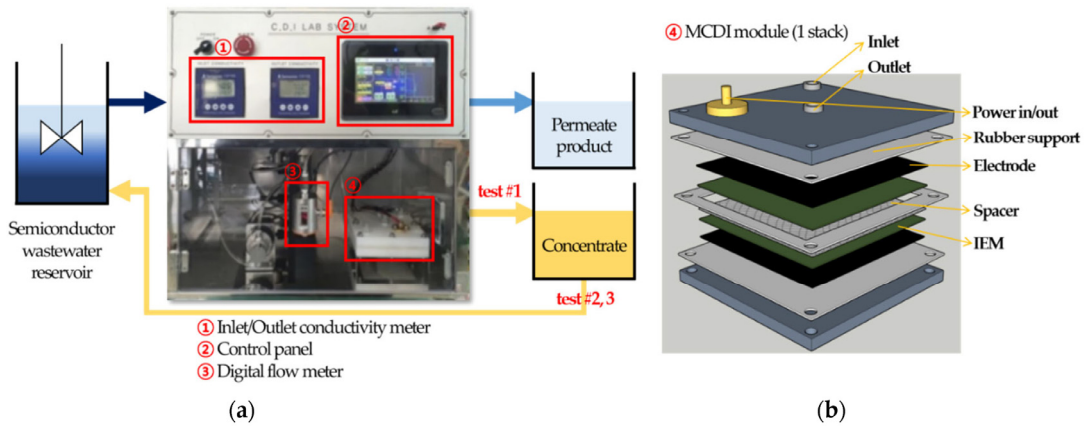 C.D.I LAB SYSTEM
①
②
③
④
test #1
Semiconductor
wastewater
reservoir
Permeate
product
Concentrate
test #2, 3
① Inlet/Outlet conductivity meter
② Control panel
③ Digital flow meter
(a)
④ MCDI module (1 stack)
Inlet
Outlet
Power in/out
Rubber support
Electrode
Spacer
IEM
(b)